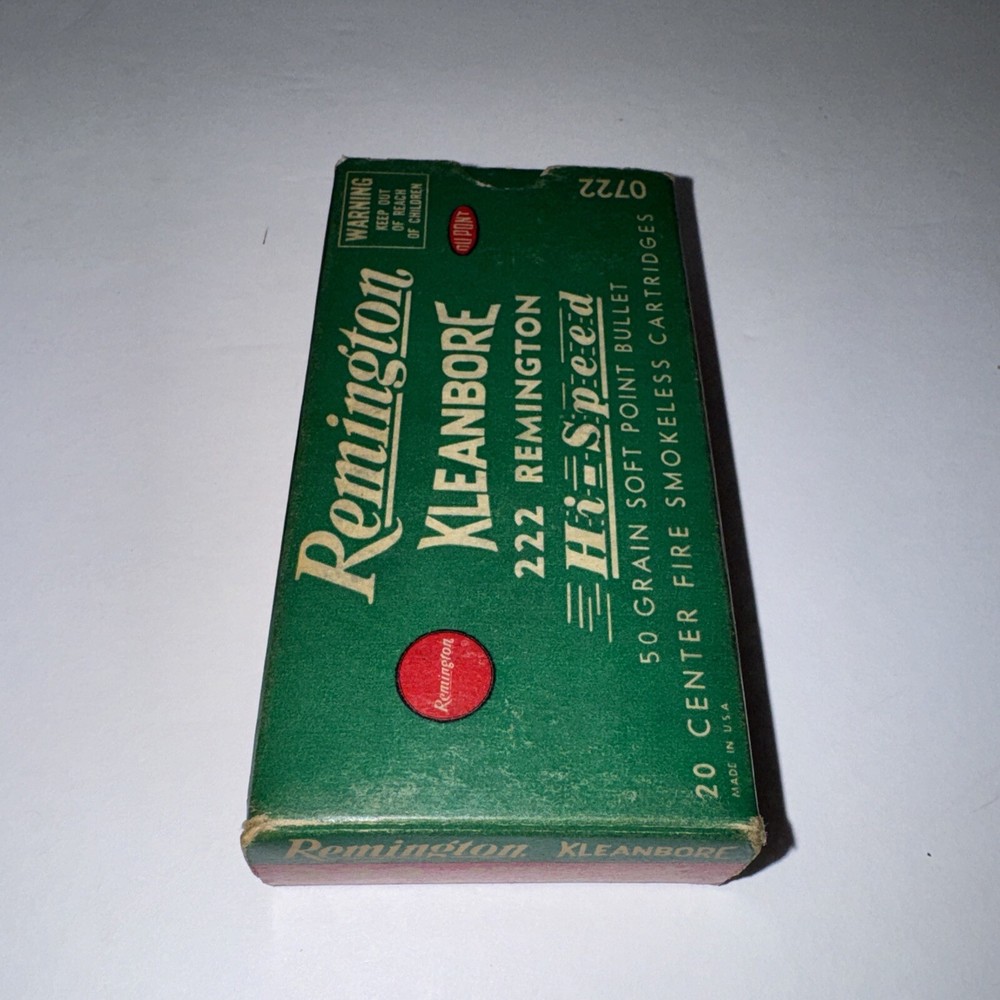 WARNING
KEEP OUT
OF REACH
OF CHILDREN
DU PONT
0722
Remington
KLEANBORE
222 REMINGTON
Hi-Speed
50 GRAIN SOFT POINT BULLET
20 CENTER FIRE SMOKELESS CARTRIDGES
MADE IN U.S.A
Remington
Remington KLEANBORE